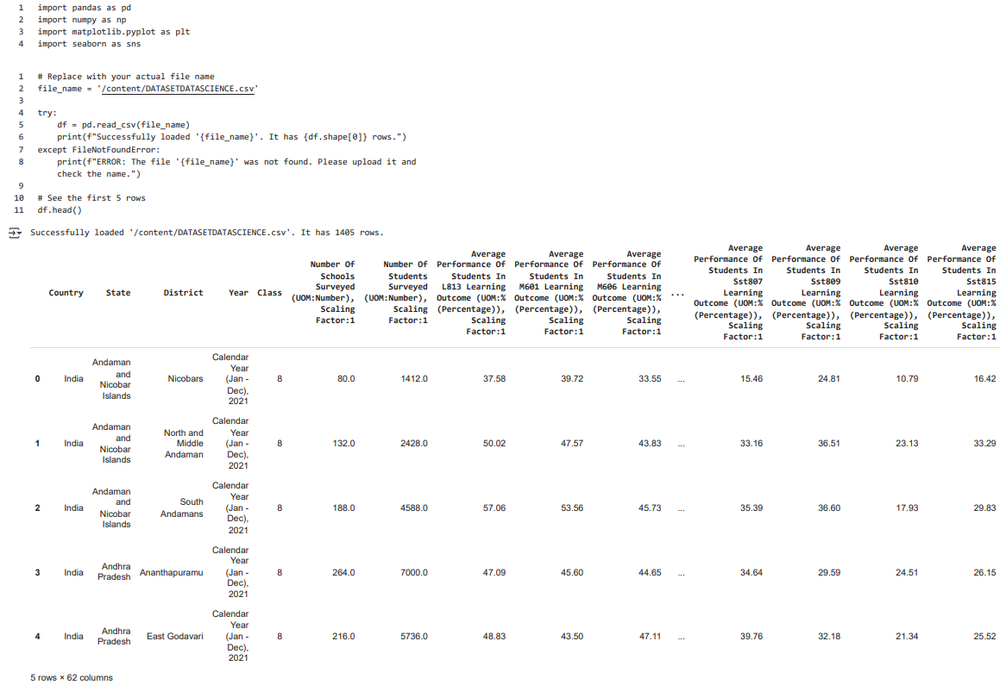 1 import pandas as pd
2 import numpy as np
3 import matplotlib.pyplot as plt
4 import seaborn as sns
1 # Replace with your actual file name
2 file_name = '/content/DATASETDATASCIENCE.csv'
3
4 try:
5 df = pd.read_csv(file_name)
6 print(f"Successfully loaded '{file_name}'. It has {df.shape[0]} rows.")
7 except FileNotFoundError:
8 print(f"ERROR: The file '{file_name}' was not found. Please upload it and
check the name.")
9
10 # See the first 5 rows
11 df.head()
Successfully loaded '/content/DATASETDATASCIENCE.csv'. It has 1405 rows.
Country State District Year Class Number Of Schools Surveyed (UOM:Number), Scaling Factor:1 Number Of Students Surveyed (UOM:Number), Scaling Factor:1 Average Performance Of Students In L813 Learning Outcome (UOM:% (Percentage)), Scaling Factor:1 Average Performance Of Students In M601 Learning Outcome (UOM:% (Percentage)), Scaling Factor:1 Average Performance Of Students In M606 Learning Outcome (UOM:% (Percentage)), Scaling Factor:1 ... Average Performance Of Students In Sst807 Learning Outcome (UOM:% (Percentage)), Scaling Factor:1 Average Performance Of Students In Sst809 Learning Outcome (UOM:% (Percentage)), Scaling Factor:1 Average Performance Of Students In Sst810 Learning Outcome (UOM:% (Percentage)), Scaling Factor:1 Average Performance Of Students In Sst815 Learning Outcome (UOM:% (Percentage)), Scaling Factor:1
0 India Andaman and Nicobar Islands Nicobars Calendar Year (Jan - Dec), 2021 8 80.0 1412.0 37.58 39.72 33.55 ... 15.46 24.81 10.79 16.42
1 India Andaman and Nicobar Islands North and Middle Andaman Calendar Year (Jan - Dec), 2021 8 132.0 2428.0 50.02 47.57 43.83 ... 33.16 36.51 23.13 33.29
2 India Andaman and Nicobar Islands South Andamans Calendar Year (Jan - Dec), 2021 8 188.0 4588.0 57.06 53.56 45.73 ... 35.39 36.60 17.93 29.83
3 India Andhra Pradesh Ananthapuramu Calendar Year (Jan - Dec), 2021 8 264.0 7000.0 47.09 45.60 44.65 ... 34.64 29.59 24.51 26.15
4 India Andhra Pradesh East Godavari Calendar Year (Jan - Dec), 2021 8 216.0 5736.0 48.83 43.50 47.11 ... 39.76 32.18 21.34 25.52
5 rows × 62 columns